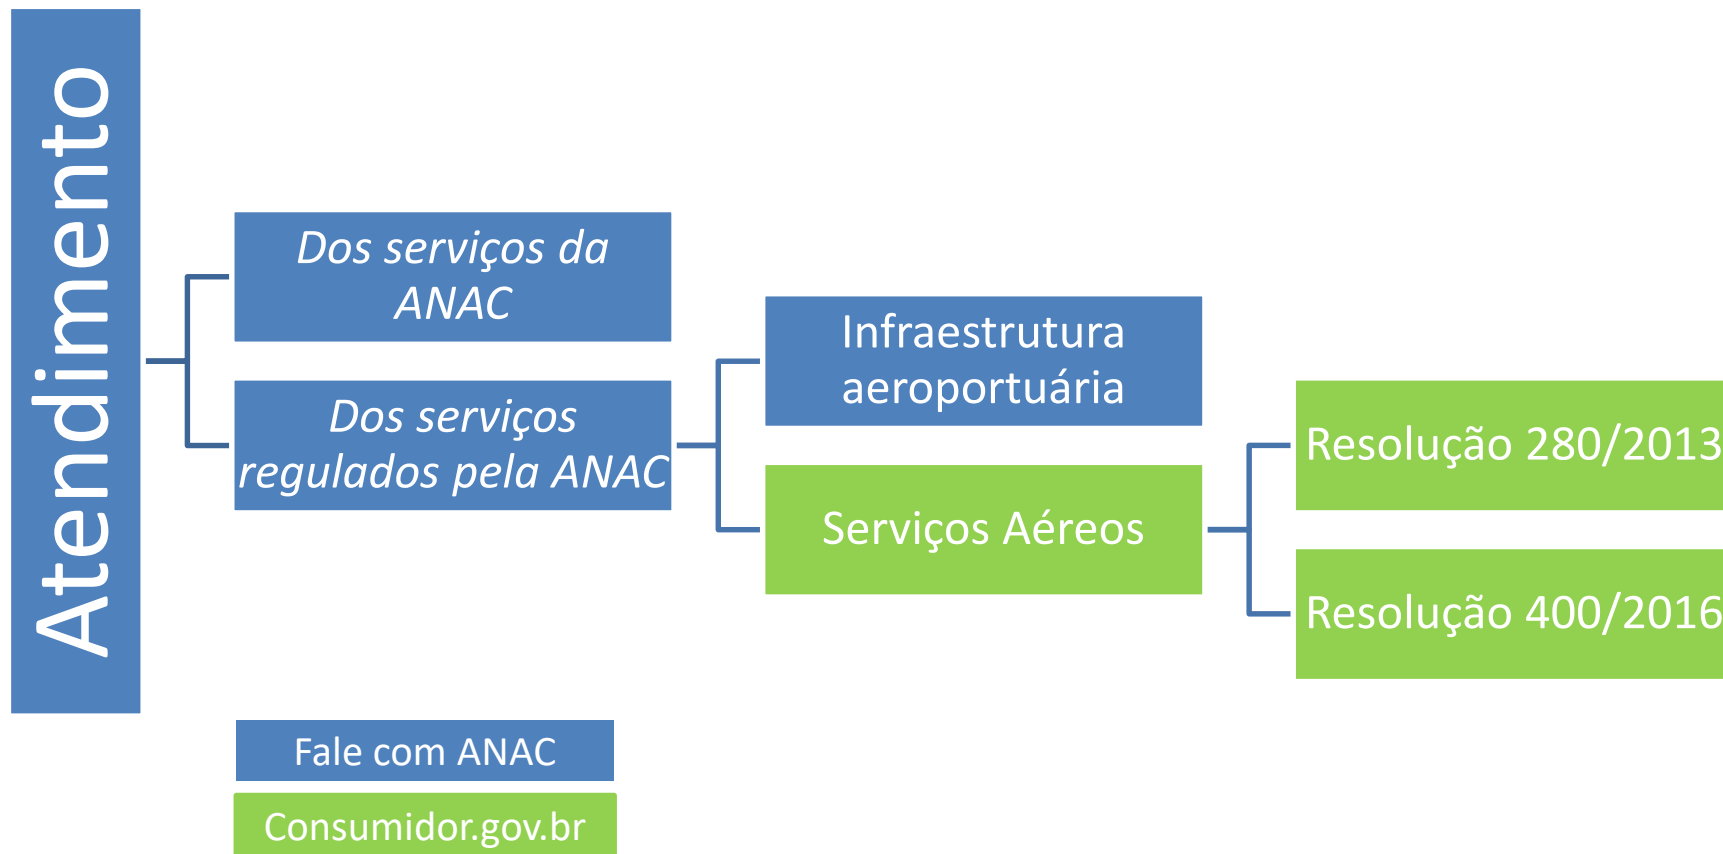 Atendimento
Dos serviços da
ANAC
Dos serviços
regulados pela ANAC
Infraestrutura
aeroportuária
Serviços Aéreos
Resolução 280/2013
Resolução 400/2016
Fale com ANAC
Consumidor.gov.br